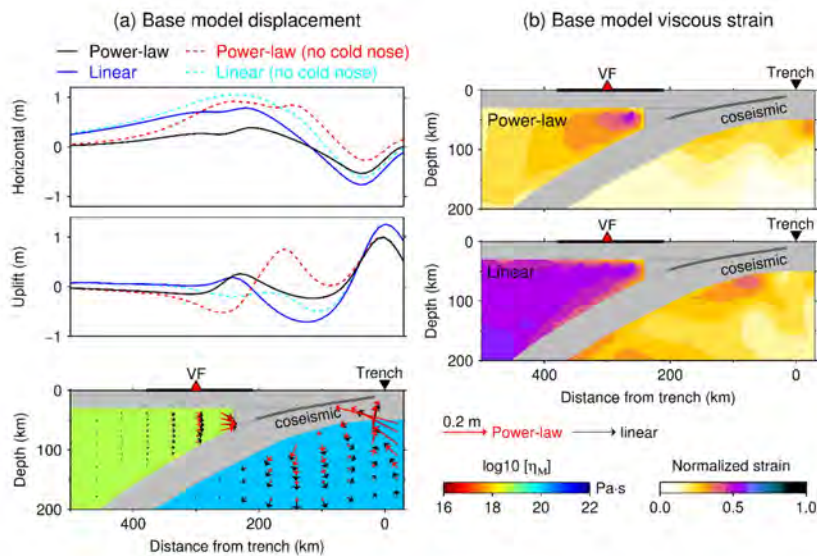 (a) Base model displacement
Power-law
Power-law (no cold nose)
Linear
Linear (no cold nose)
Horizontal (m)
1
0
−1
Uplift (m)
1
0
−1
VF
Trench
Depth (km)
0
50
100
150
200
coseismic
400
200
0
Distance from trench (km)
(b) Base model viscous strain
VF
Trench
Depth (km)
0
50
100
200
Power-law
coseismic
VF
Trench
Depth (km)
0
50
100
200
Linear
coseismic
400
200
0
Distance from trench (km)
0.2 m
Power-law
linear
log10 [ηM]
Pa·s
16
18
20
22
Normalized strain
0.0
0.5
1.0